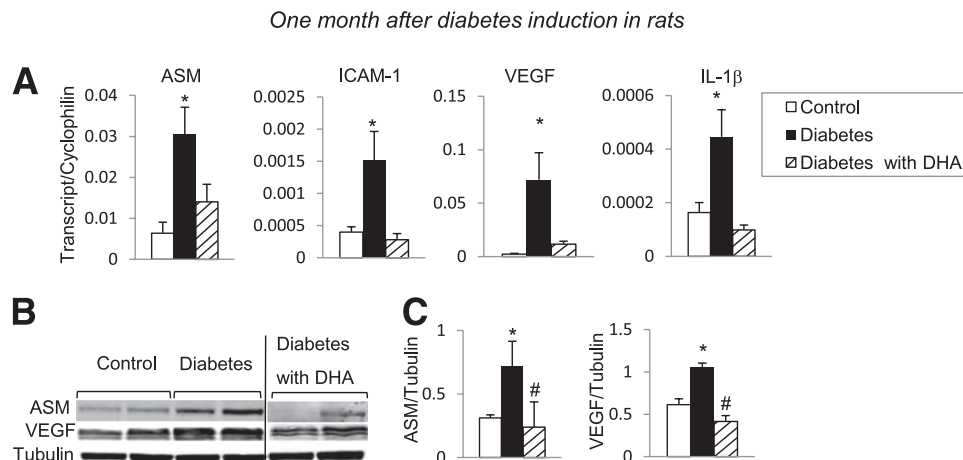 One month after diabetes induction in rats
A
ASM
ICAM-1
VEGF
IL-1β
Transcript/Cyclophilin
0.04
0.03
0.02
0.01
0
0.0025
0.002
0.0015
0.001
0.0005
0
0.15
0.1
0.05
0
0.0006
0.0004
0.0002
0
*
*
*
*
Control
Diabetes
Diabetes with DHA
B
Control
Diabetes
Diabetes
with DHA
ASM
VEGF
Tubulin
C
ASM/Tubulin
1
0.5
0
*
#
VEGF/Tubulin
1.5
1
0.5
0
*
#